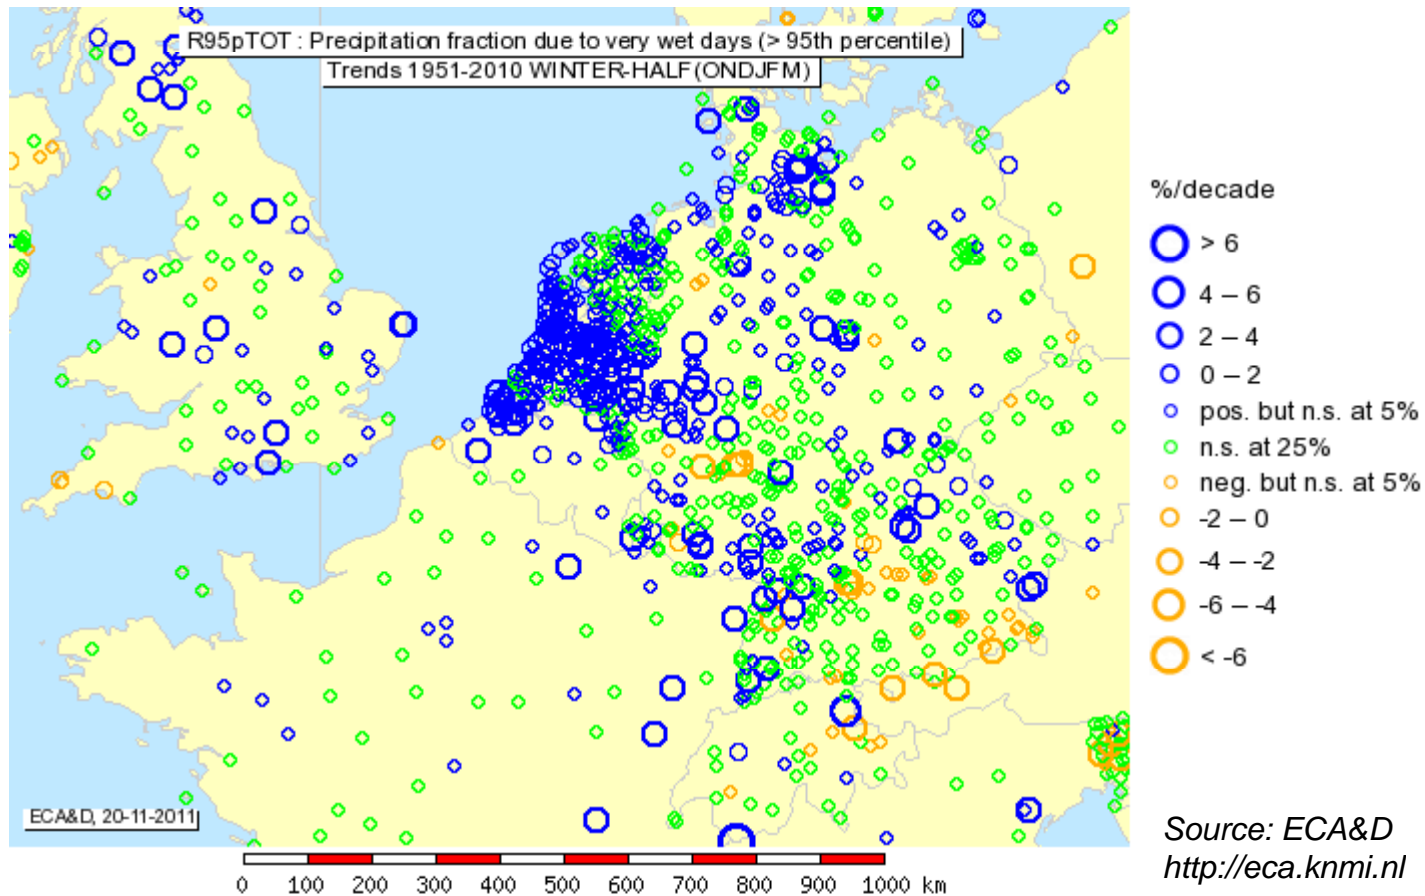 R95pTOT : Precipitation fraction due to very wet days (> 95th percentile)
Trends 1951-2010 WINTER-HALF(ONDJFM)
%/decade
> 6
4 – 6
2 – 4
0 – 2
pos. but n.s. at 5%
n.s. at 25%
neg. but n.s. at 5%
-2 – 0
-4 – -2
-6 – -4
< -6
ECA&D, 20-11-2011
0 100 200 300 400 500 600 700 800 900 1000 km
Source: ECA&D
http://eca.knmi.nl